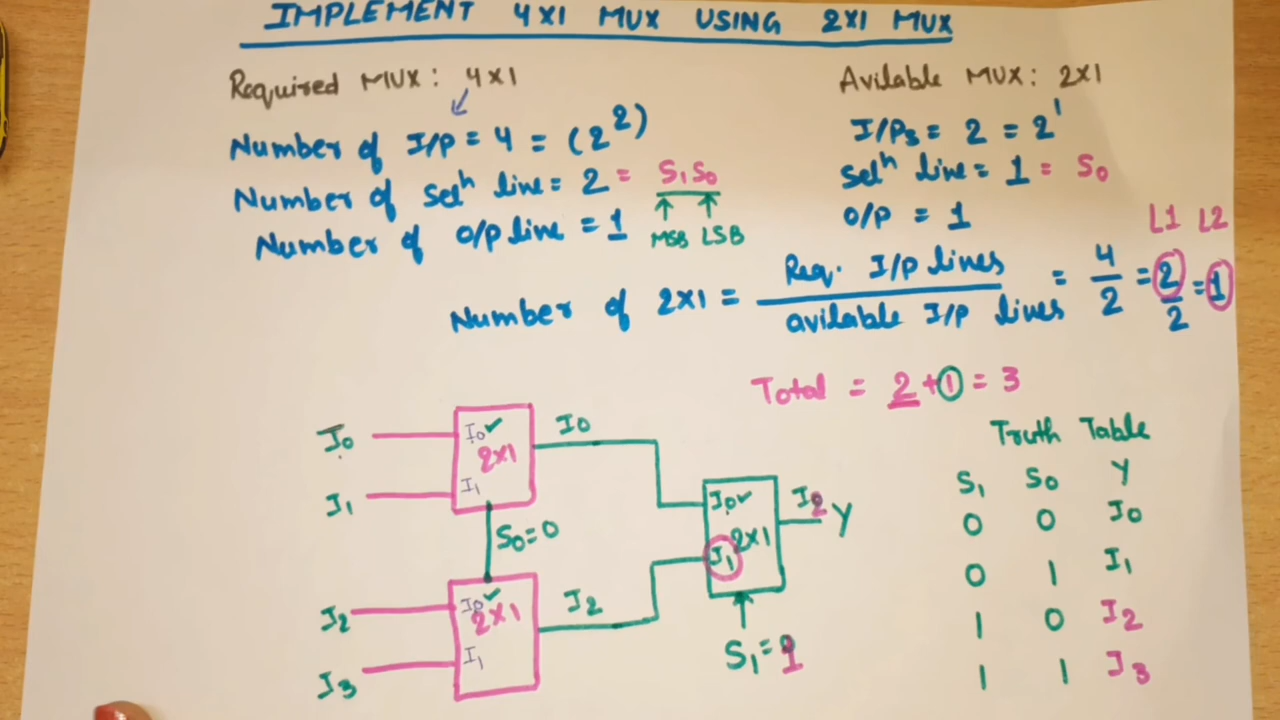 IMPLEMENT 4X1 MUX USING 2X1 MUX
Required MUX: 4X1
Avilable MUX: 2X1
Number of I/P = 4 = (2²)
I/Ps = 2 = 2¹
Number of selⁿ line = 2 = S₁ S₀
selⁿ line = 1 = S₀
MSB LSB
Number of O/P line = 1
O/P = 1
L1 L2
Number of 2X1 = Req. I/P lines / avilable I/P lines = 4/2 = 2/2 = 1
Total = 2 + 1 = 3
I₀
I₀ ✓
2X1
I₀
I₁
I₁
S₀ = 0
I₂
I₀ ✓
2X1
I₂
I₃
I₁
I₀ ✓
2X1
I₁
I₂
Y
S₁ = 1
Truth Table
S₁ S₀ Y
0 0 I₀
0 1 I₁
1 0 I₂
1 1 I₃